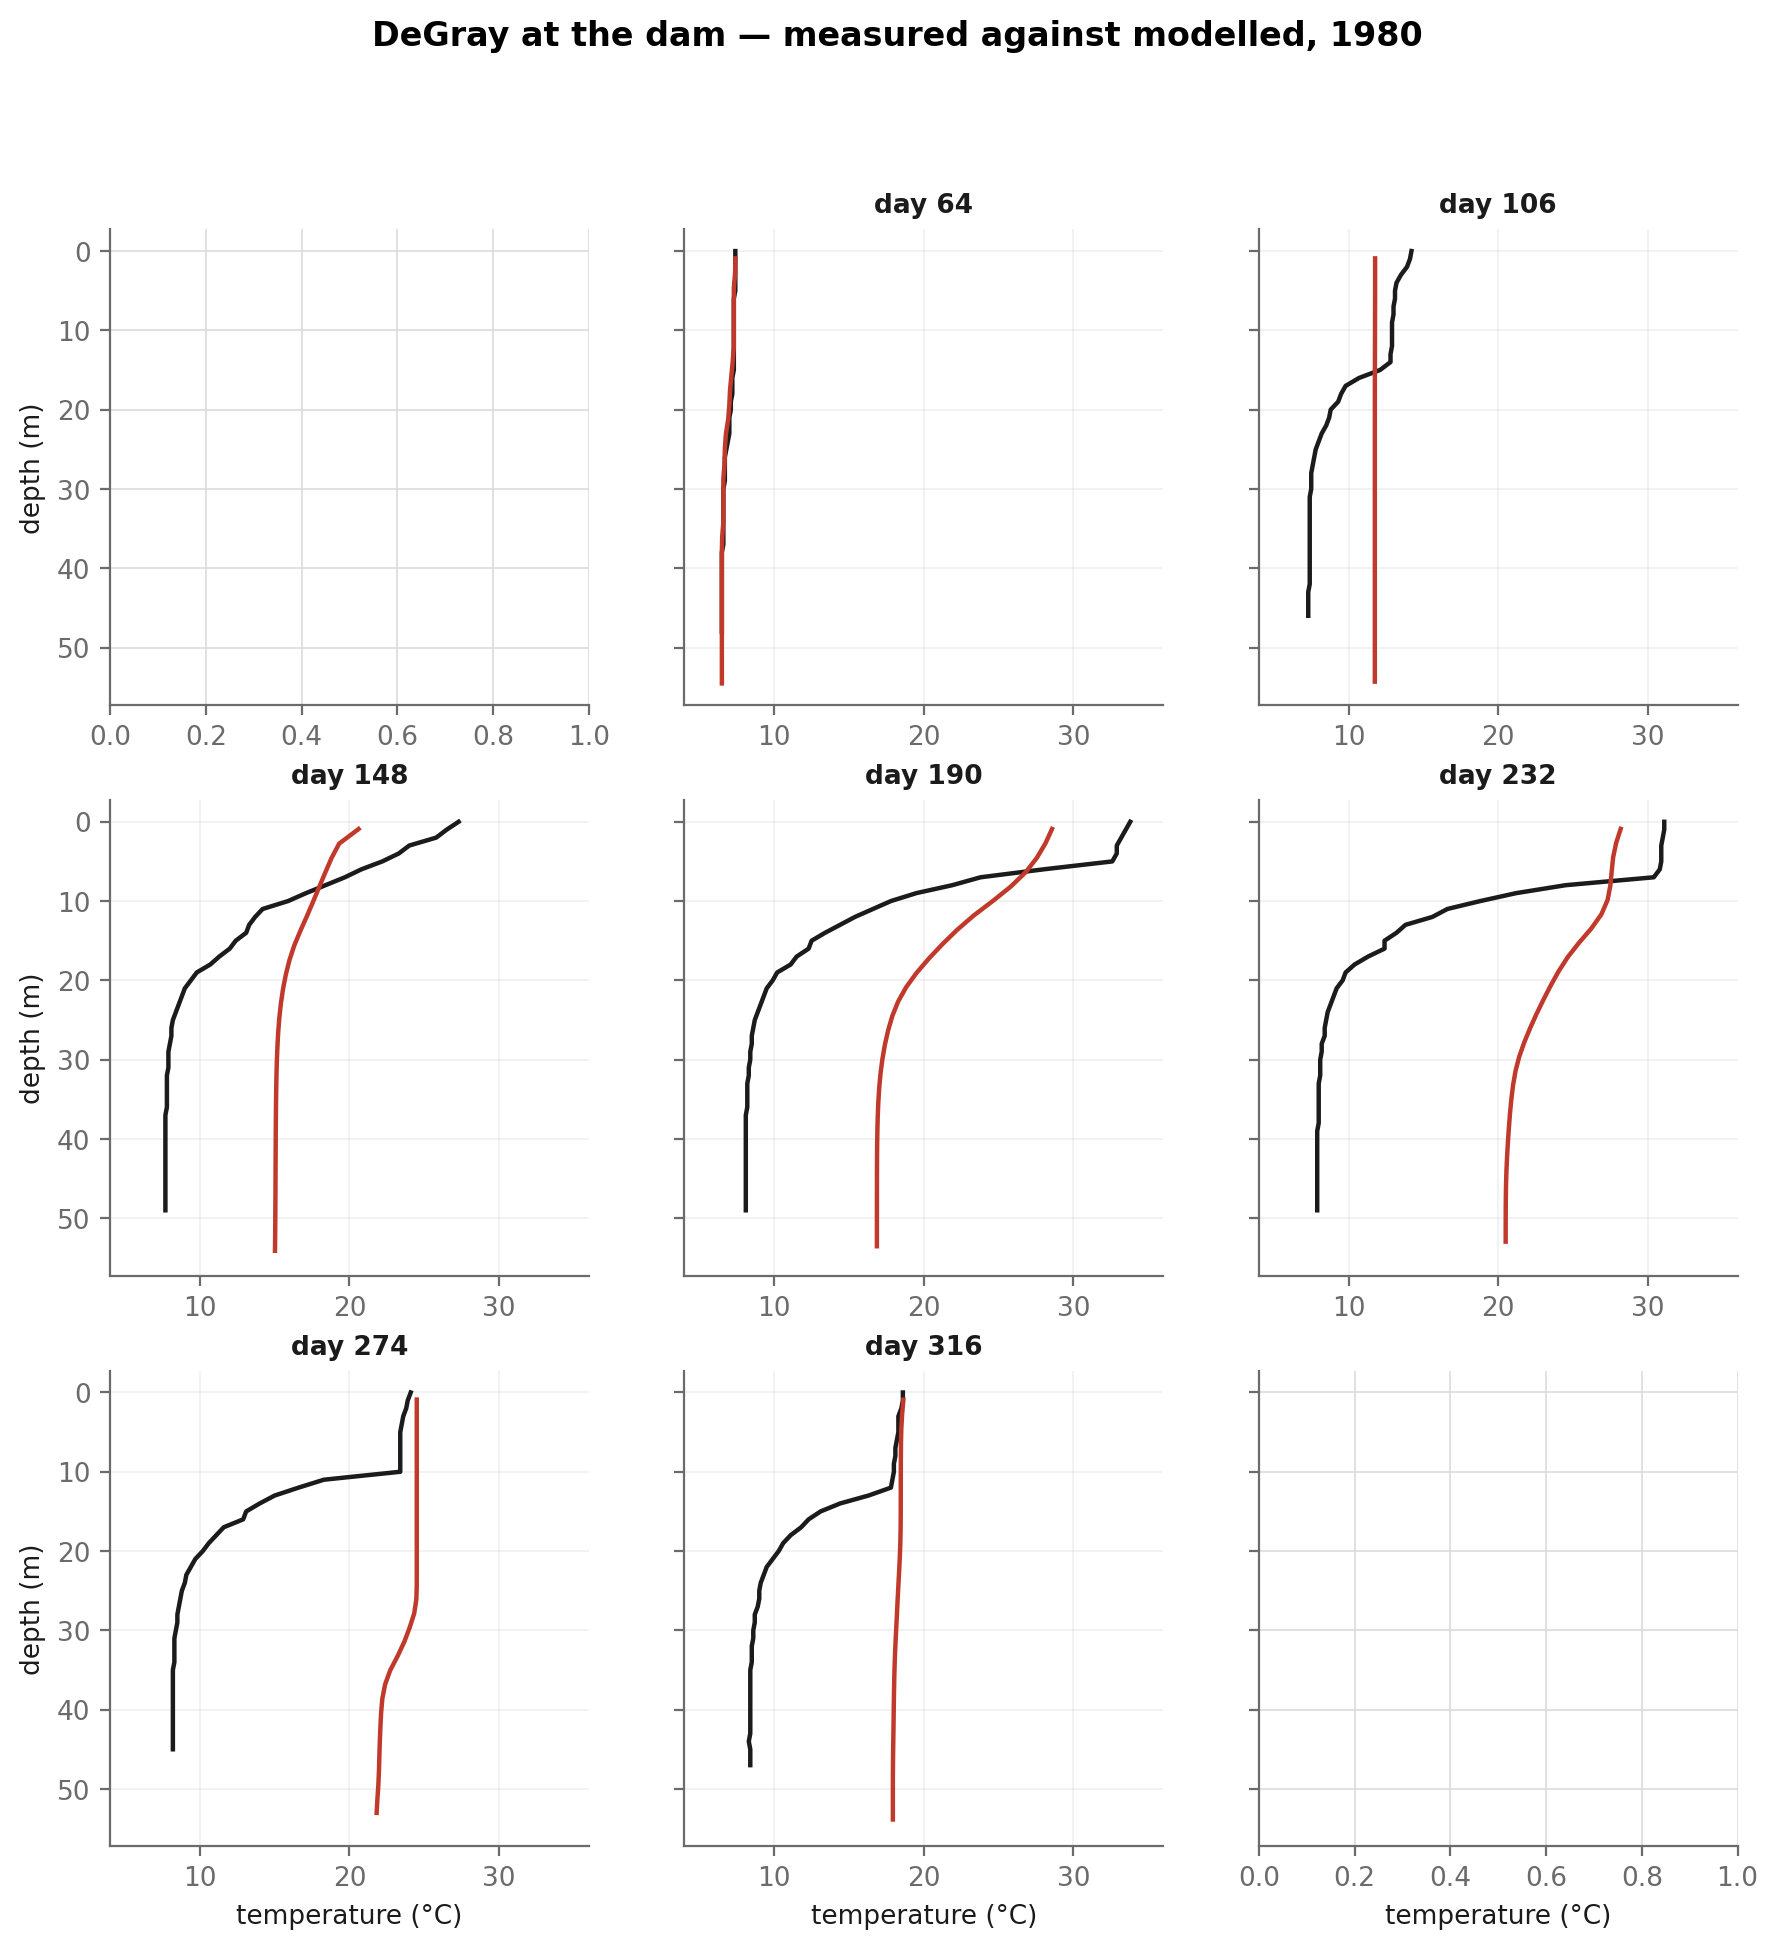 DeGray at the dam — measured against modelled, 1980
day 64
day 106
depth (m)
0
10
20
30
40
50
0.0 0.2 0.4 0.6 0.8 1.0
10 20 30
10 20 30
day 148
day 190
day 232
depth (m)
0
10
20
30
40
50
10 20 30
10 20 30
10 20 30
day 274
day 316
depth (m)
0
10
20
30
40
50
10 20 30
10 20 30
0.0 0.2 0.4 0.6 0.8 1.0
temperature (°C)
temperature (°C)
temperature (°C)